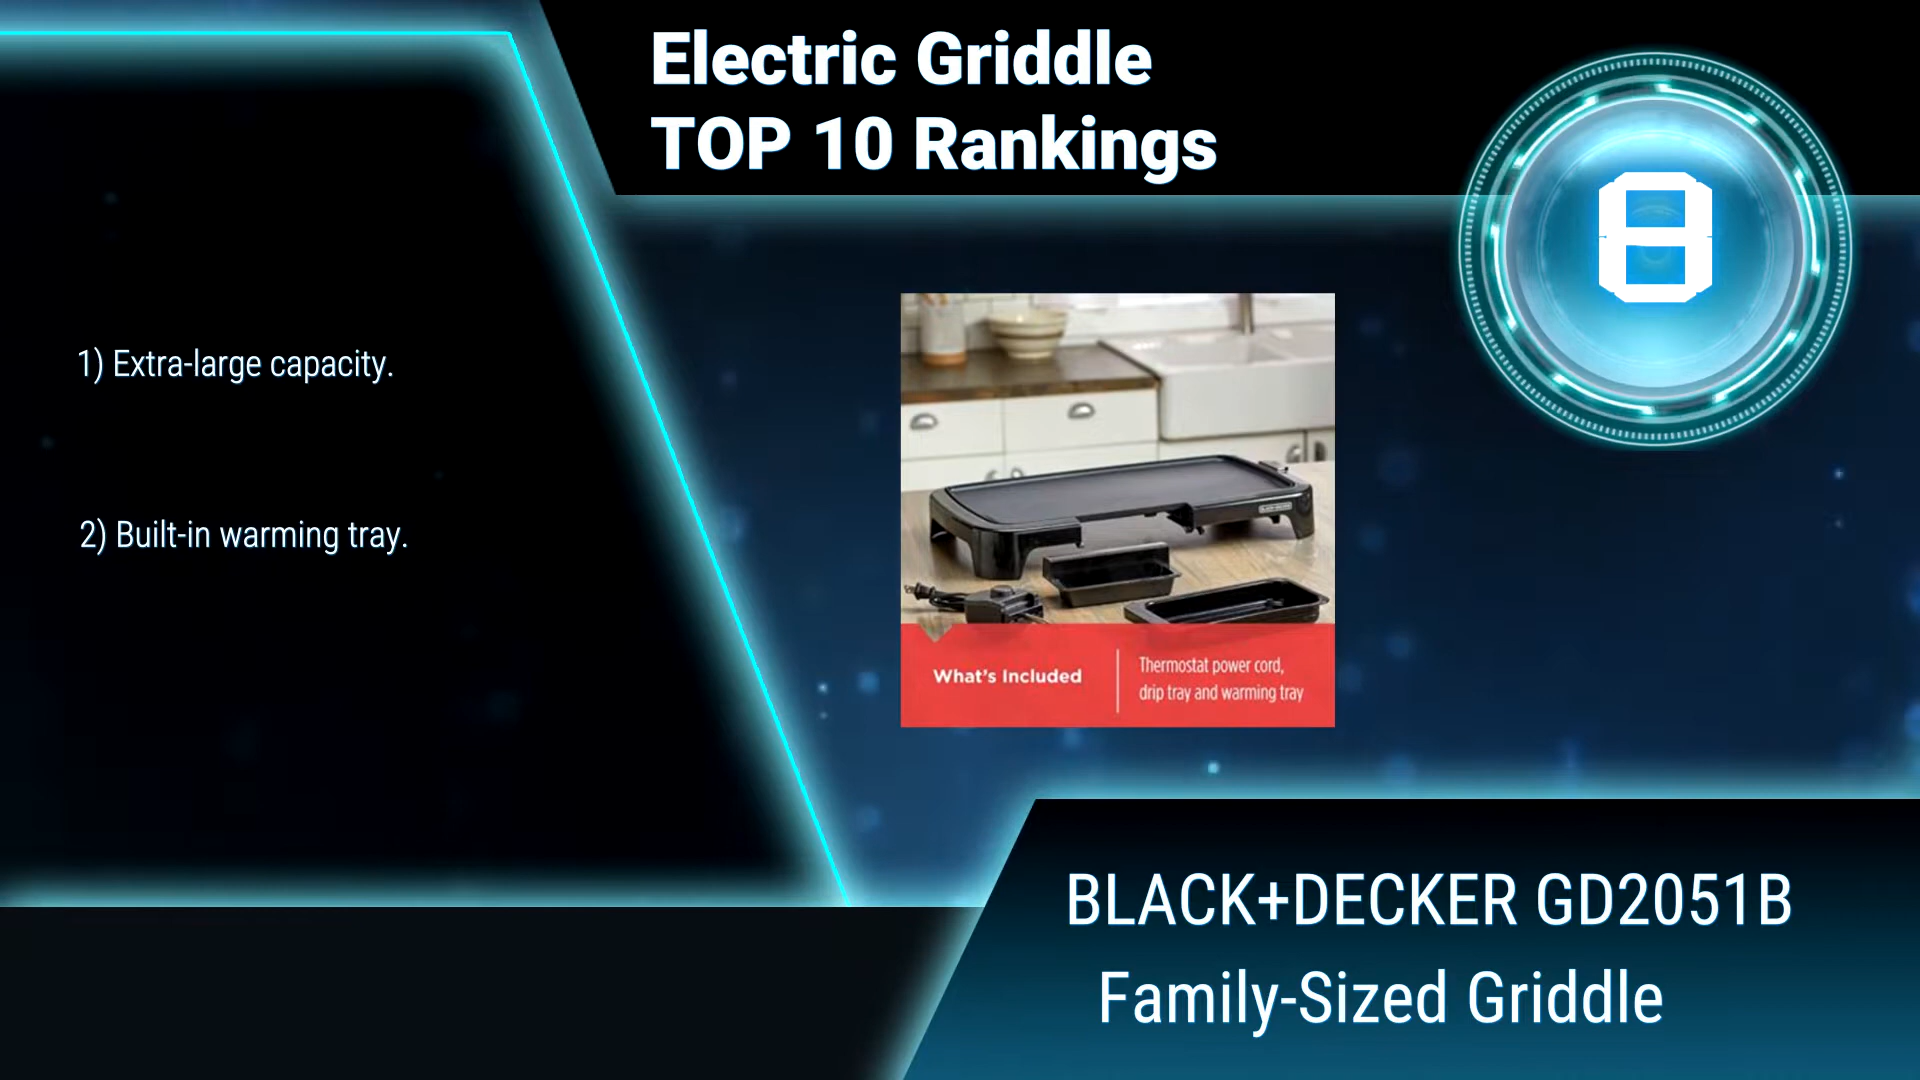 Electric Griddle
TOP 10 Rankings
8
1) Extra-large capacity.
2) Built-in warming tray.
What's Included
Thermostat power cord,
drip tray and warming tray
BLACK+DECKER GD2051B
Family-Sized Griddle